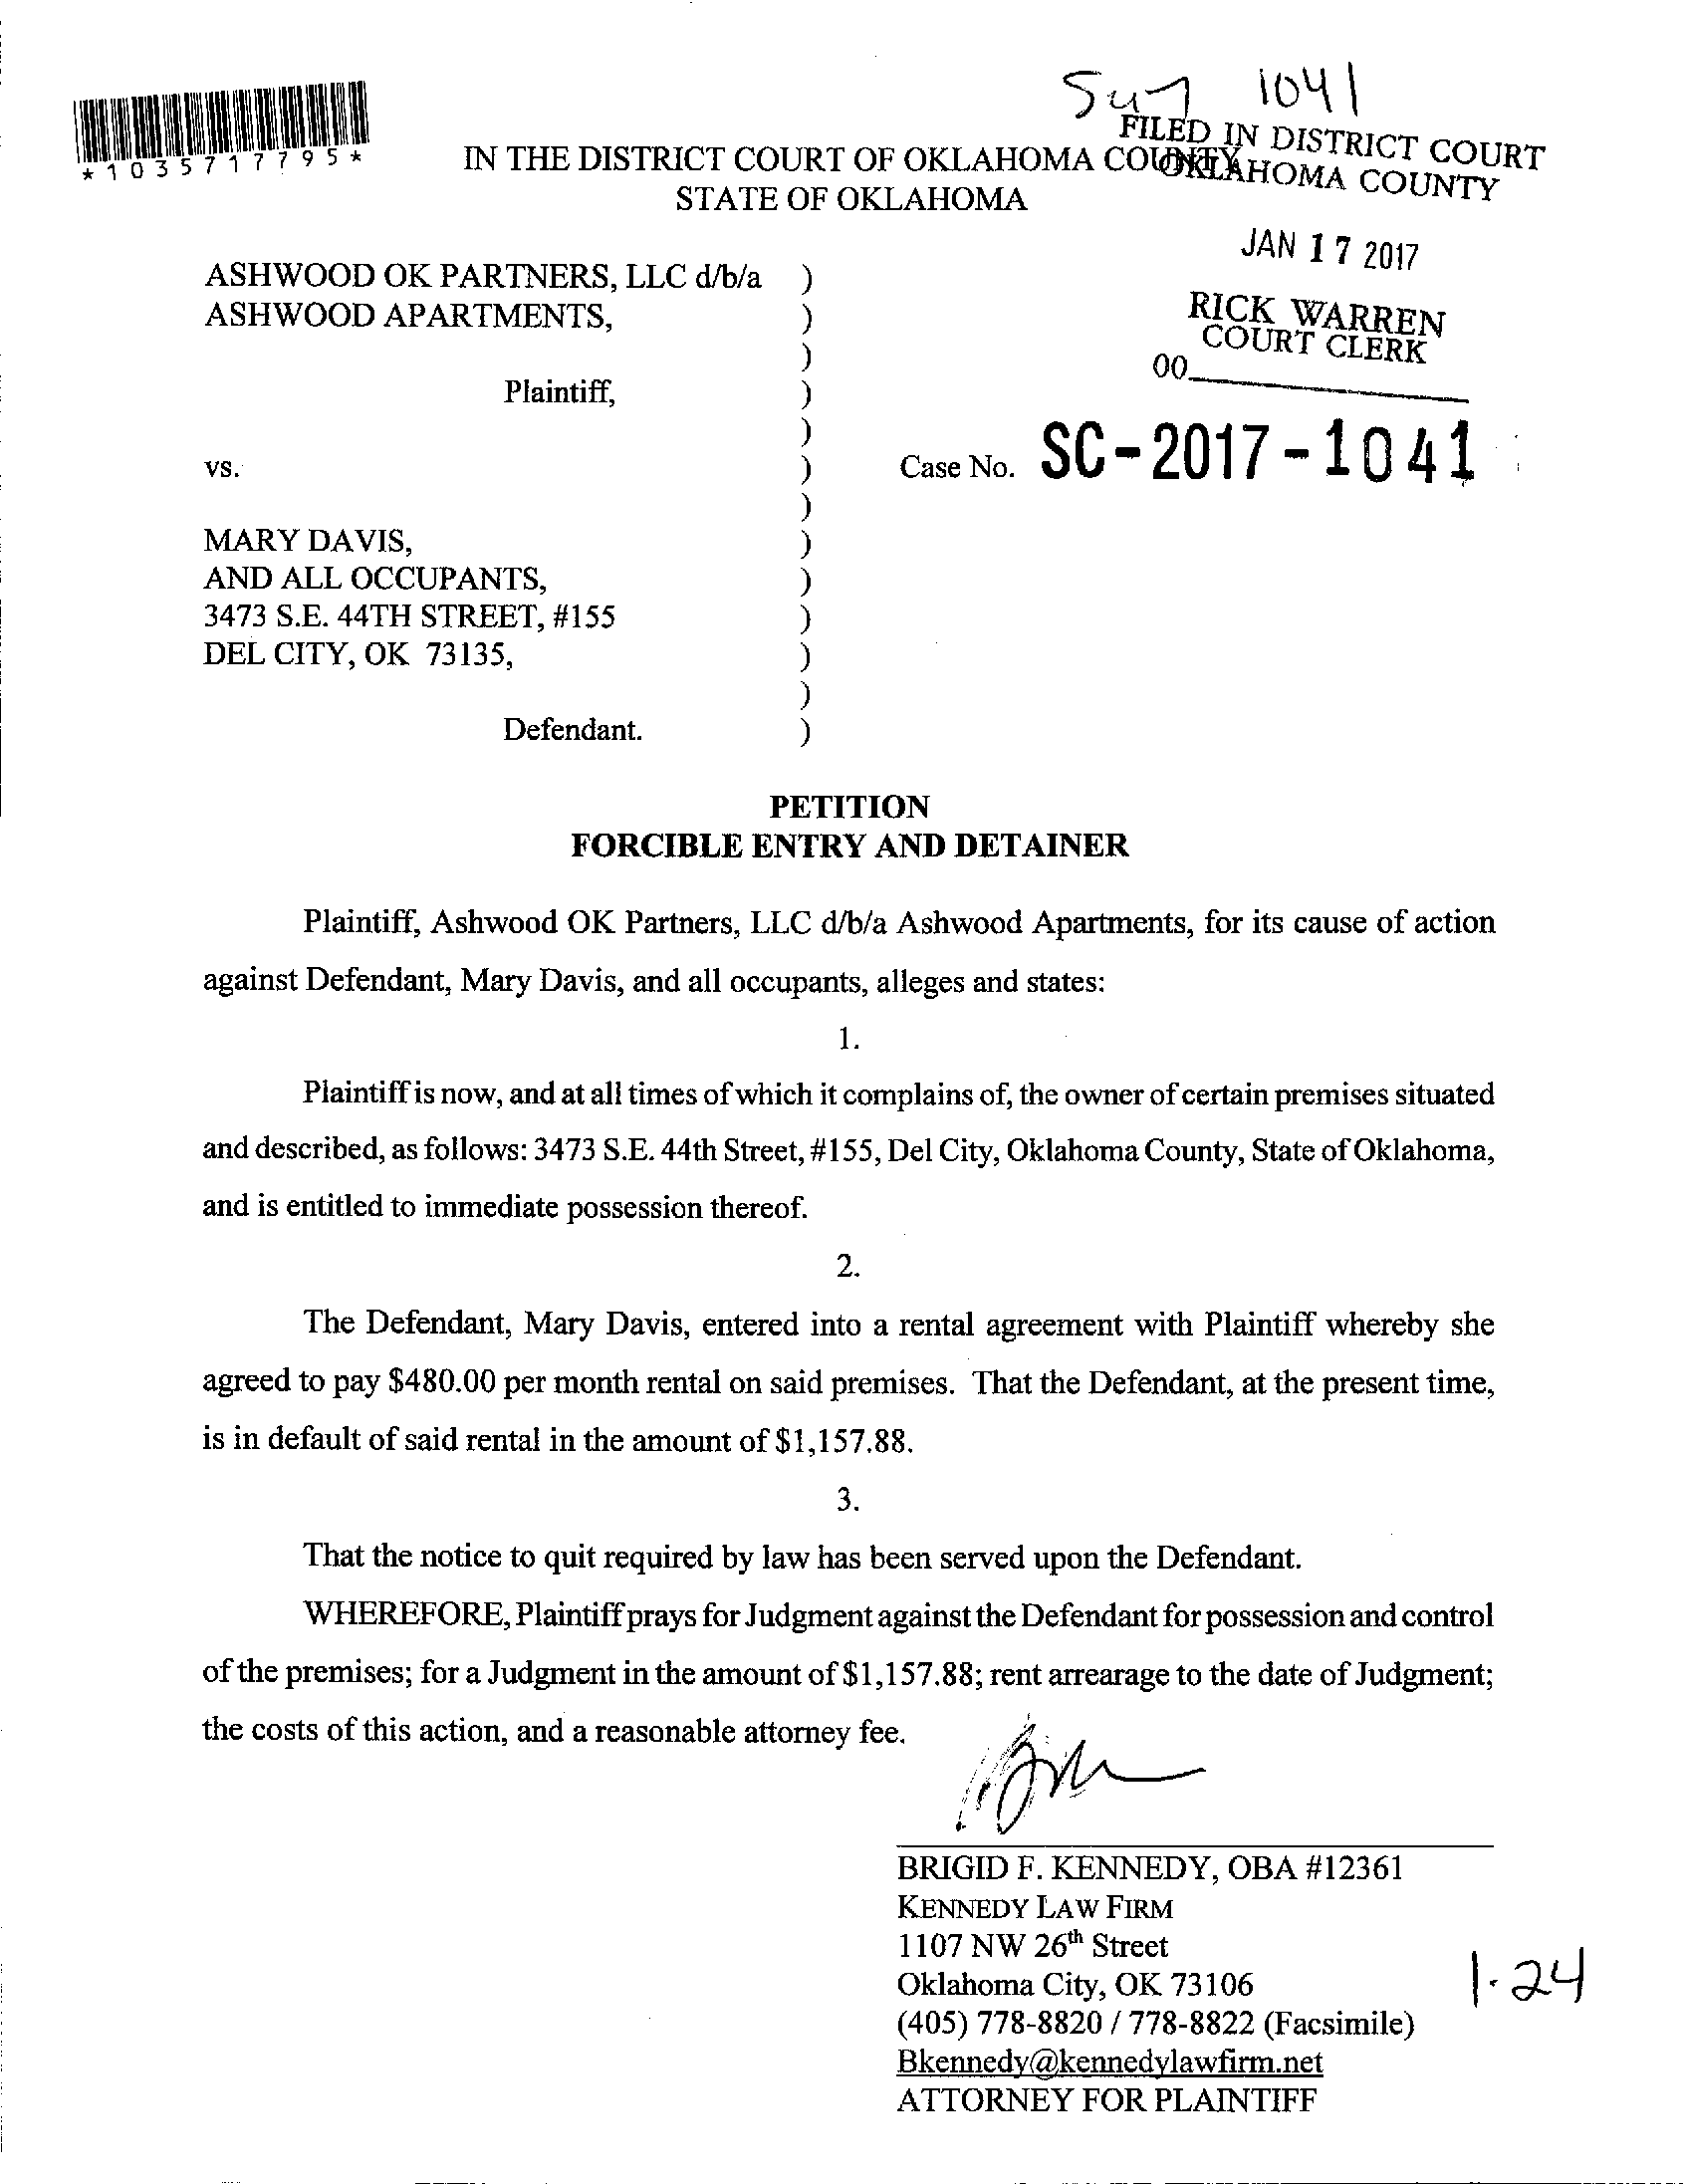 Sum 1041
*1035717795*
FILED IN DISTRICT COURT
OKLAHOMA COUNTY
IN THE DISTRICT COURT OF OKLAHOMA COUNTY
STATE OF OKLAHOMA
JAN 17 2017
ASHWOOD OK PARTNERS, LLC d/b/a )
ASHWOOD APARTMENTS, )
RICK WARREN
COURT CLERK
)
00
Plaintiff, )
)
vs. ) Case No. SC-2017-1041
)
MARY DAVIS, )
AND ALL OCCUPANTS, )
3473 S.E. 44TH STREET, #155 )
DEL CITY, OK 73135, )
)
Defendant. )
PETITION
FORCIBLE ENTRY AND DETAINER
Plaintiff, Ashwood OK Partners, LLC d/b/a Ashwood Apartments, for its cause of action
against Defendant, Mary Davis, and all occupants, alleges and states:
1.
Plaintiff is now, and at all times of which it complains of, the owner of certain premises situated
and described, as follows: 3473 S.E. 44th Street, #155, Del City, Oklahoma County, State of Oklahoma,
and is entitled to immediate possession thereof.
2.
The Defendant, Mary Davis, entered into a rental agreement with Plaintiff whereby she
agreed to pay $480.00 per month rental on said premises. That the Defendant, at the present time,
is in default of said rental in the amount of $1,157.88.
3.
That the notice to quit required by law has been served upon the Defendant.
WHEREFORE, Plaintiff prays for Judgment against the Defendant for possession and control
of the premises; for a Judgment in the amount of $1,157.88; rent arrearage to the date of Judgment;
the costs of this action, and a reasonable attorney fee.
BRIGID F. KENNEDY, OBA #12361
KENNEDY LAW FIRM
1107 NW 26th Street
Oklahoma City, OK 73106
1-24
(405) 778-8820 / 778-8822 (Facsimile)
Bkennedy@kennedylawfirm.net
ATTORNEY FOR PLAINTIFF